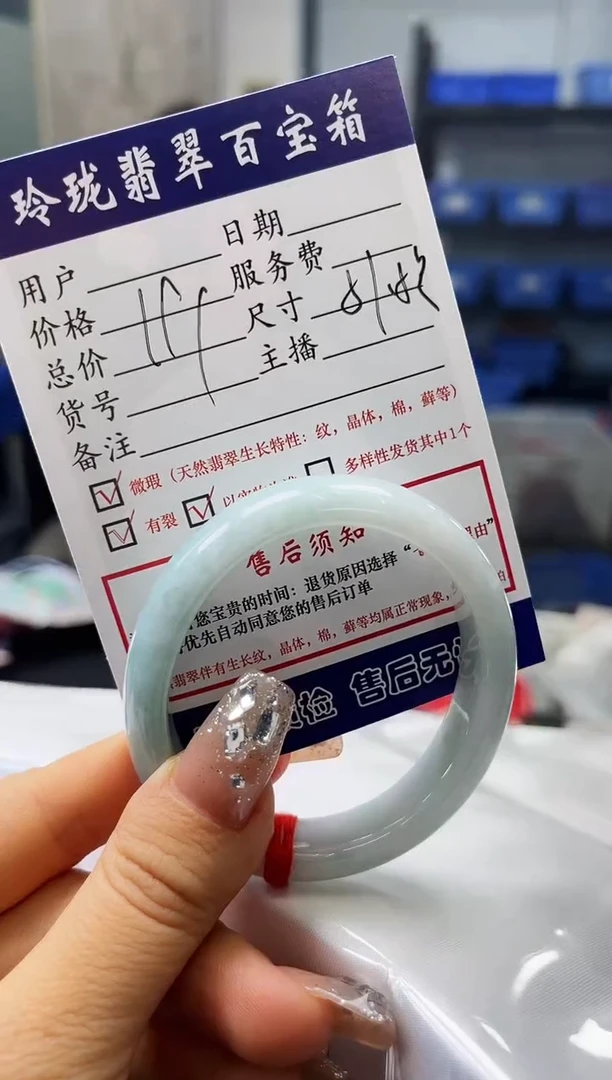 玲珑翡翠百宝箱
用户 日期
价格 服务费
总价 尺寸
货号 主播
备注
微瑕（天然翡翠生长特性：纹，晶体，棉，藓等）
有裂 多样性发货其中1个
售后须知
您宝贵的时间：退货原因选择“ 由”
优先自动同意您的售后订单
翡翠伴有生长纹，晶体，棉，藓等均属正常现象，
检 售后无